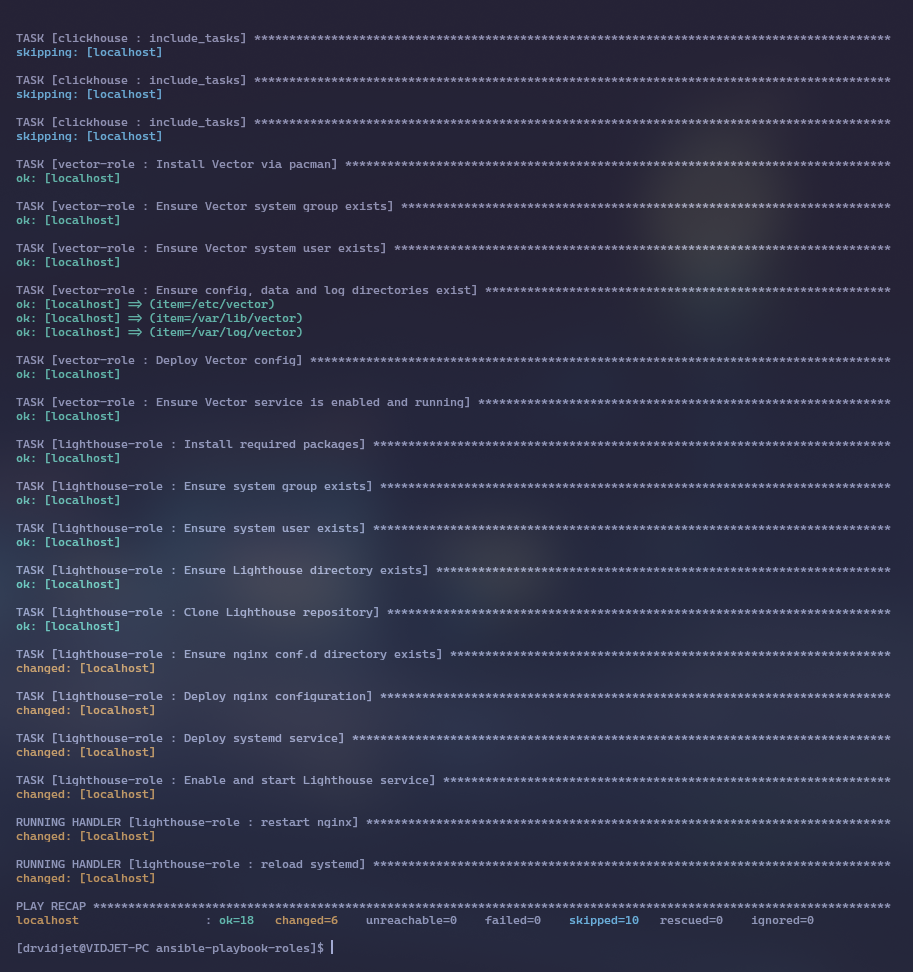 TASK [clickhouse : include_tasks] *******************************************************************************************
skipping: [localhost]
TASK [clickhouse : include_tasks] *******************************************************************************************
skipping: [localhost]
TASK [clickhouse : include_tasks] *******************************************************************************************
skipping: [localhost]
TASK [vector-role : Install Vector via pacman] ******************************************************************************
ok: [localhost]
TASK [vector-role : Ensure Vector system group exists] **********************************************************************
ok: [localhost]
TASK [vector-role : Ensure Vector system user exists] ***********************************************************************
ok: [localhost]
TASK [vector-role : Ensure config, data and log directories exist] **********************************************************
ok: [localhost] => (item=/etc/vector)
ok: [localhost] => (item=/var/lib/vector)
ok: [localhost] => (item=/var/log/vector)
TASK [vector-role : Deploy Vector config] ***********************************************************************************
ok: [localhost]
TASK [vector-role : Ensure Vector service is enabled and running] ***********************************************************
ok: [localhost]
TASK [lighthouse-role : Install required packages] **************************************************************************
ok: [localhost]
TASK [lighthouse-role : Ensure system group exists] *************************************************************************
ok: [localhost]
TASK [lighthouse-role : Ensure system user exists] **************************************************************************
ok: [localhost]
TASK [lighthouse-role : Ensure Lighthouse directory exists] *****************************************************************
ok: [localhost]
TASK [lighthouse-role : Clone Lighthouse repository] ************************************************************************
ok: [localhost]
TASK [lighthouse-role : Ensure nginx conf.d directory exists] ***************************************************************
changed: [localhost]
TASK [lighthouse-role : Deploy nginx configuration] *************************************************************************
changed: [localhost]
TASK [lighthouse-role : Deploy systemd service] *****************************************************************************
changed: [localhost]
TASK [lighthouse-role : Enable and start Lighthouse service] ****************************************************************
changed: [localhost]
RUNNING HANDLER [lighthouse-role : restart nginx] ***************************************************************************
changed: [localhost]
RUNNING HANDLER [lighthouse-role : reload systemd] **************************************************************************
changed: [localhost]
PLAY RECAP ******************************************************************************************************************
localhost                  : ok=18   changed=6    unreachable=0    failed=0    skipped=10   rescued=0    ignored=0
[drvidjet@VIDJET-PC ansible-playbook-roles]$